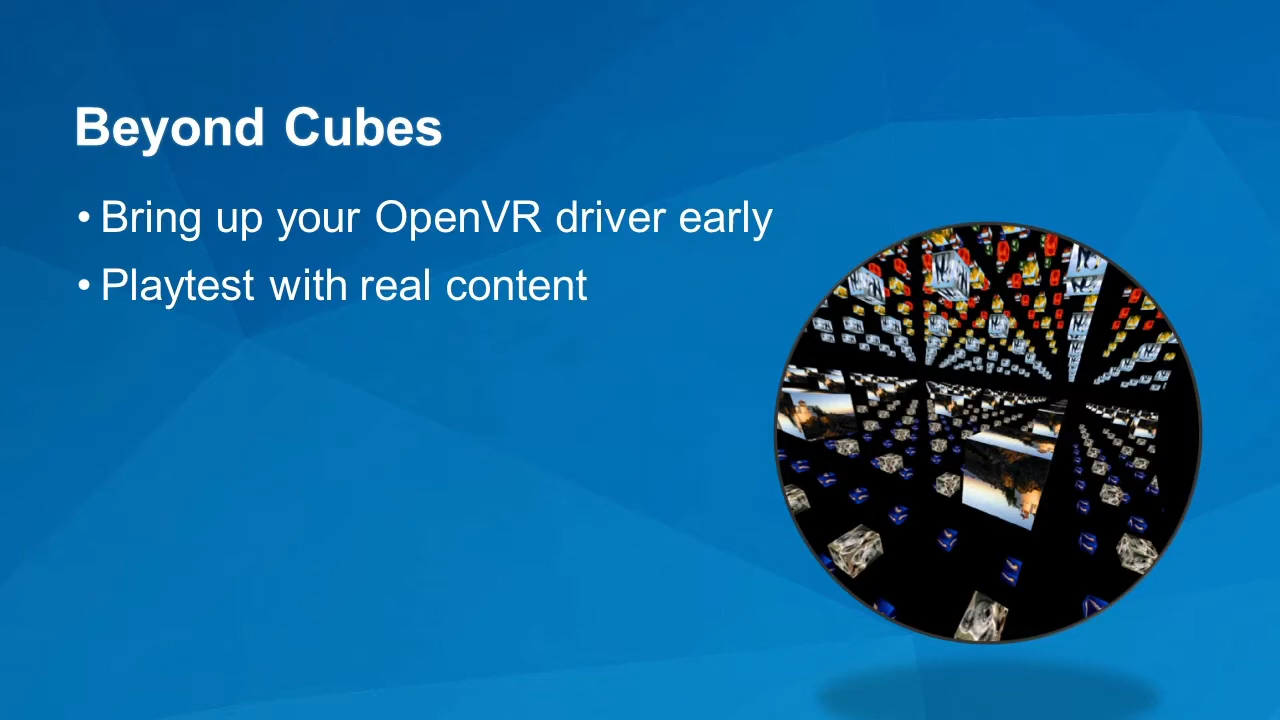 Beyond Cubes
• Bring up your OpenVR driver early
• Playtest with real content